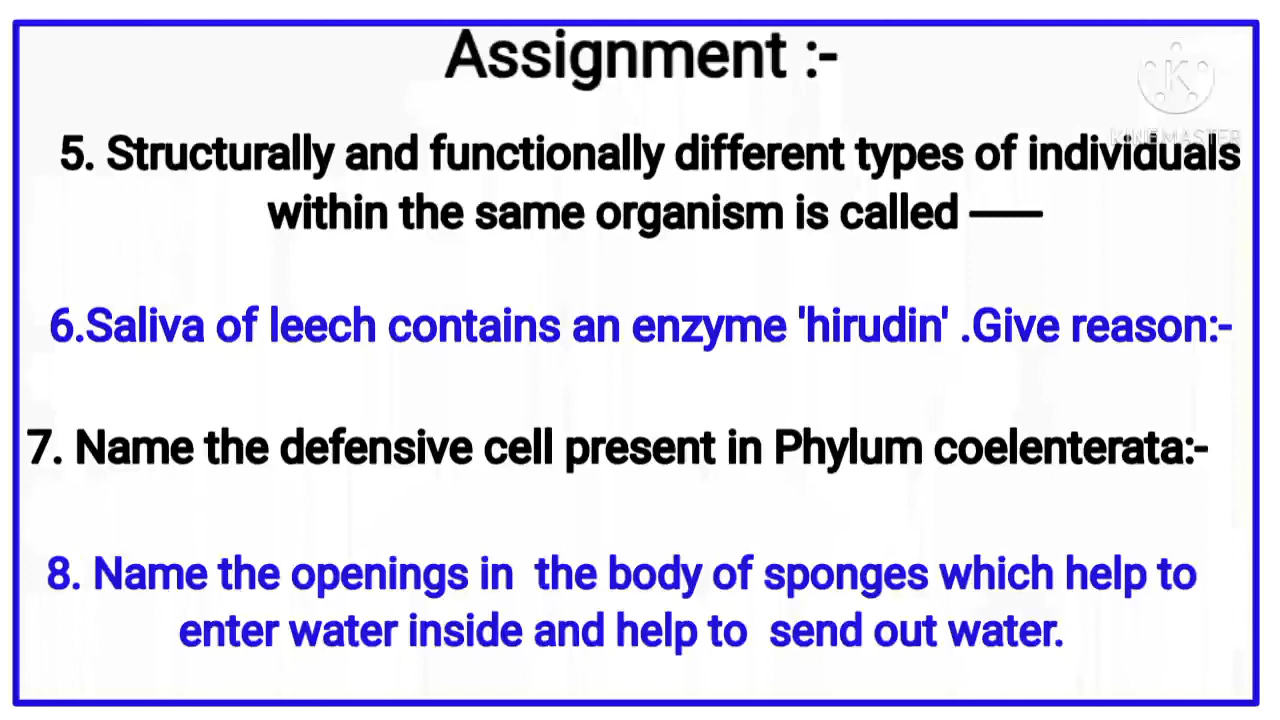 Assignment :-
K
KINEMASTER
5. Structurally and functionally different types of individuals
within the same organism is called ——
6.Saliva of leech contains an enzyme 'hirudin' .Give reason:-
7. Name the defensive cell present in Phylum coelenterata:-
8. Name the openings in the body of sponges which help to
enter water inside and help to send out water.